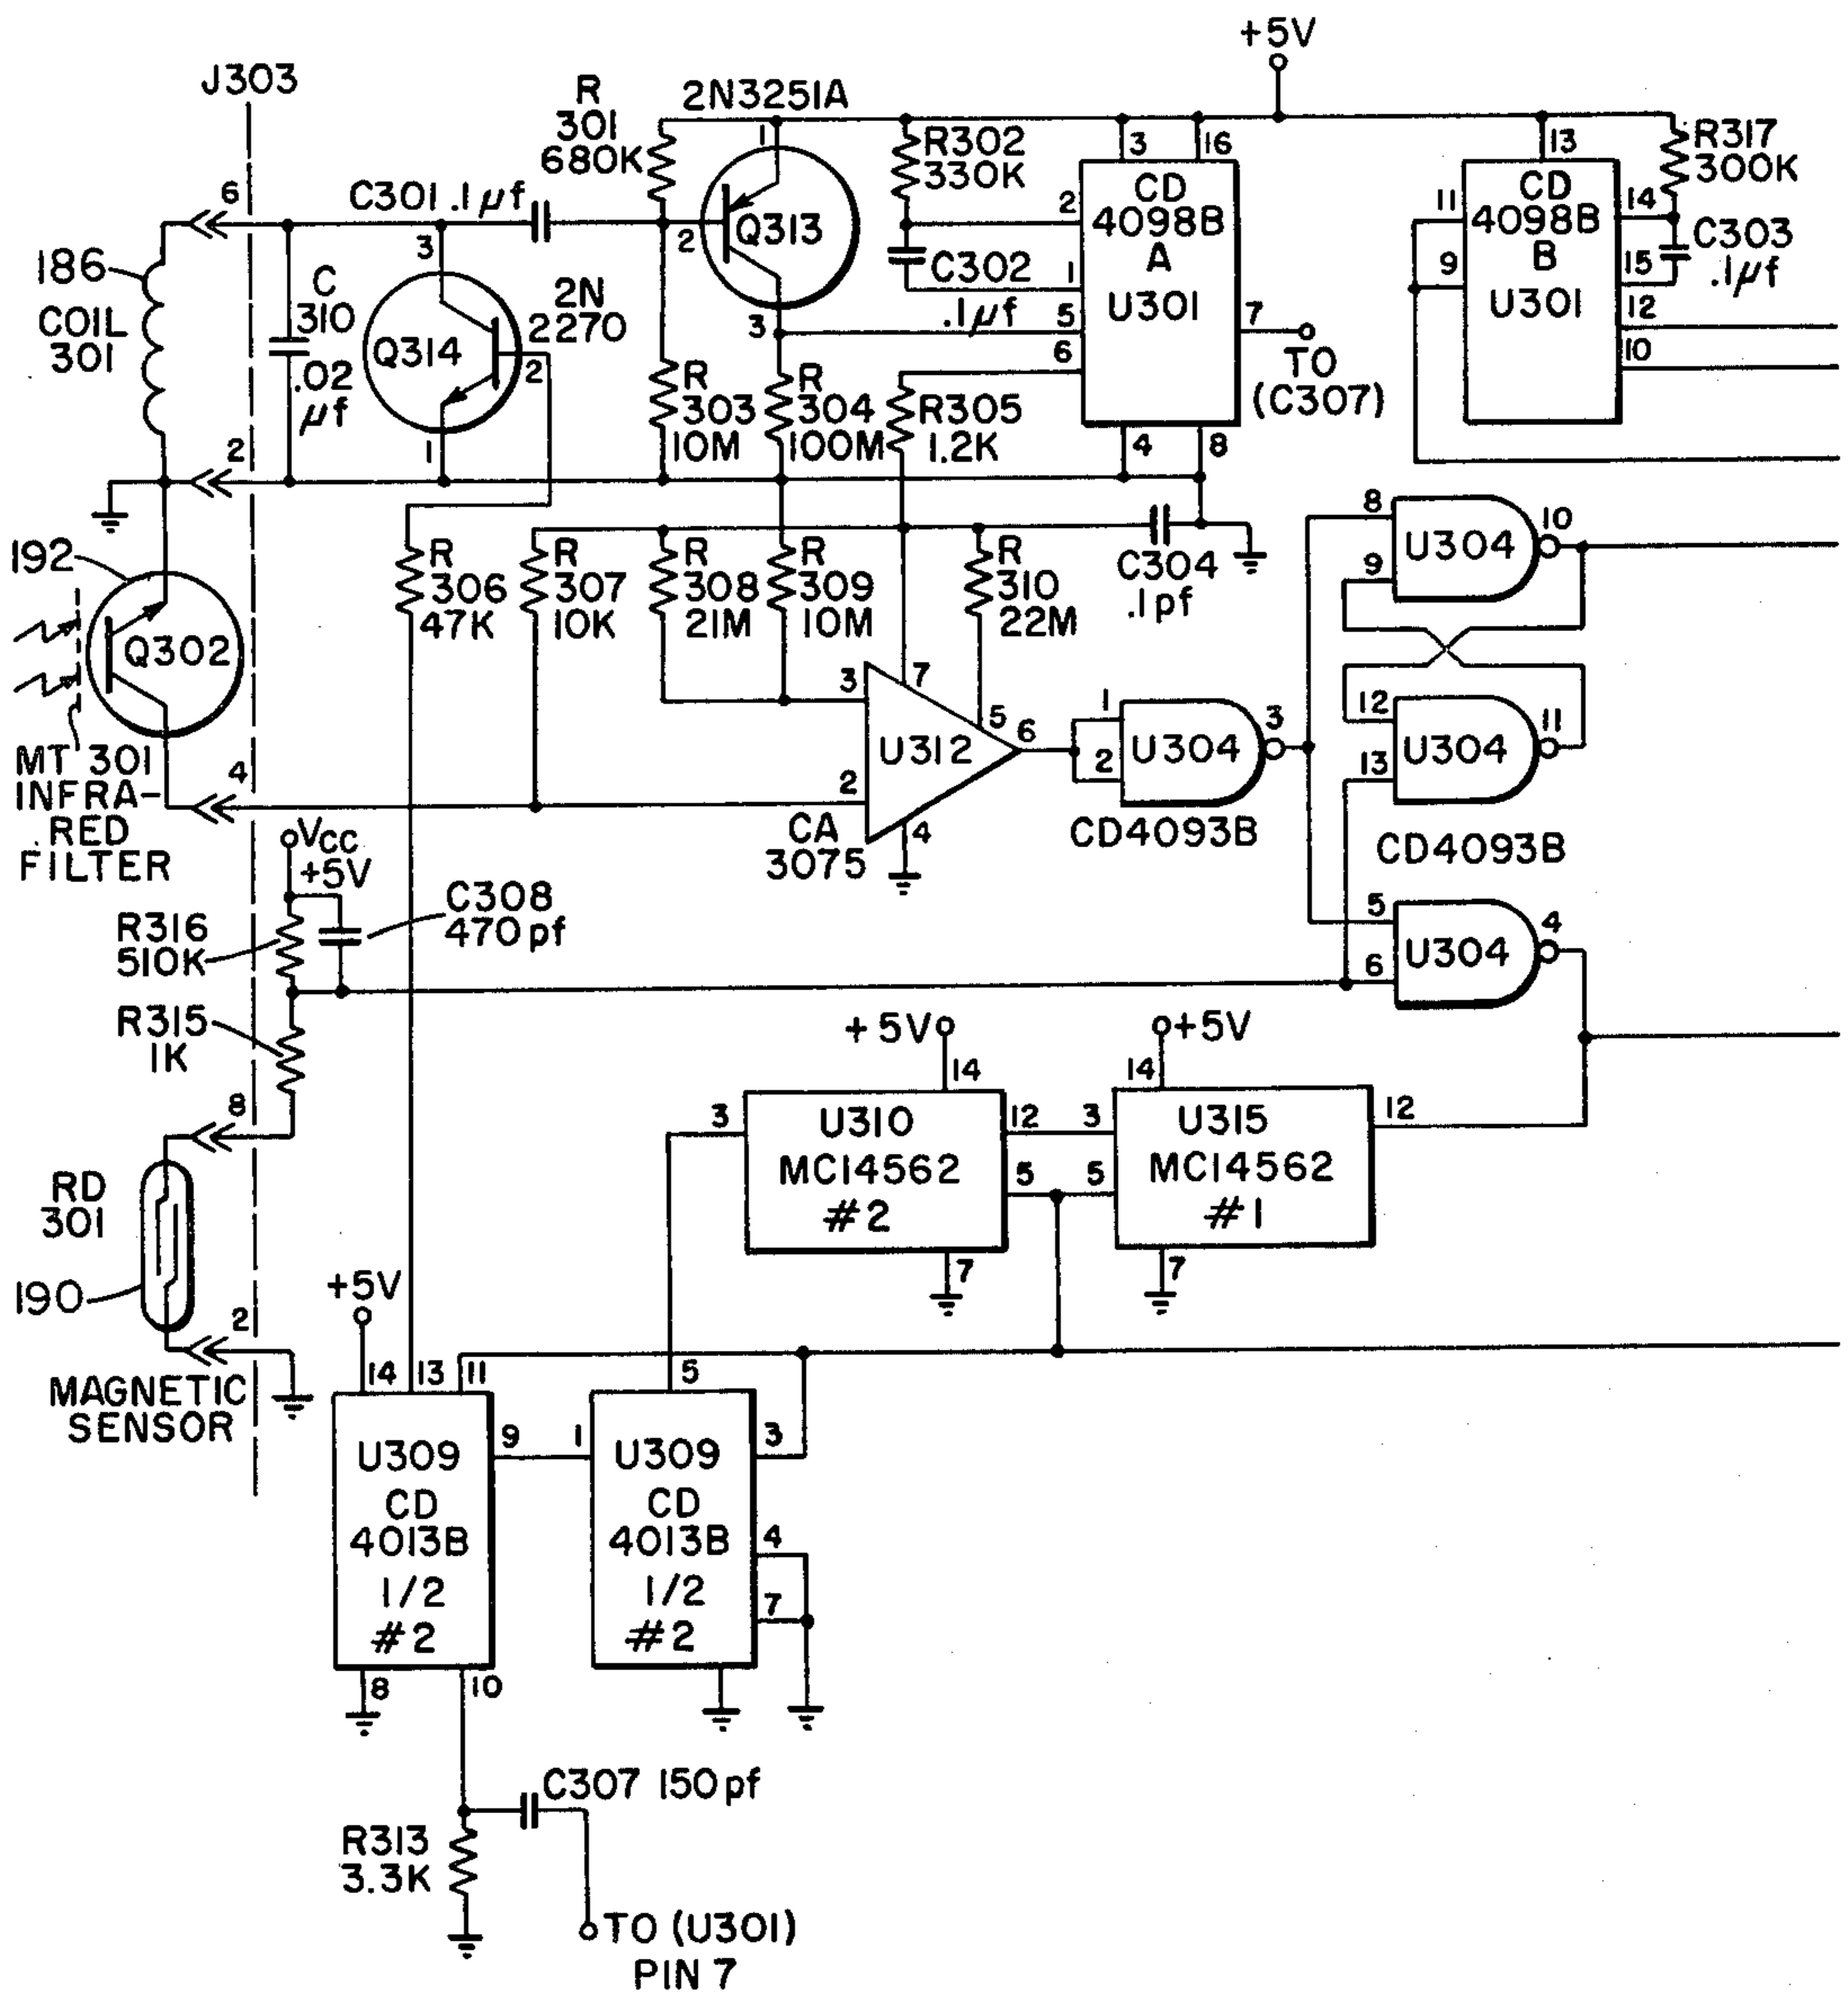 +5V
J303
R
301
680K
2N3251A
1
3
16
13
R302
330K
R317
300K
6
C301 .1μf
3
2
Q313
2
CD
4098B
A
U301
11
CD
4098B
B
U301
14
C303
.1μf
186
COIL
301
C
310
.02
μf
2N
2270
Q314
2
1
3
C302
.1μf
1
5
6
7
TO
(C307)
9
15
12
10
R
303
10M
R
304
100M
R305
1.2K
4
8
2
192
Q302
MT 301
INFRA-
RED
FILTER
4
R
306
47K
R
307
10K
R
308
21M
R
309
10M
R
310
22M
C304
.1pf
8
9
U304
10
3
7
5
U312
6
2
4
CA
3075
1
2
U304
3
CD4093B
12
13
U304
11
CD4093B
VCC
+5V
C308
470pf
R316
510K
5
6
U304
4
R315
1K
8
+5V
14
+5V
14
3
U310
MC14562
#2
12
5
7
3
5
U315
MC14562
#1
12
7
RD
301
190
2
MAGNETIC
SENSOR
+5V
14
13
11
5
U309
CD
4013B
1/2
#2
9
1
U309
CD
4013B
1/2
#2
3
4
7
8
10
C307 150pf
R313
3.3K
TO (U301)
PIN 7